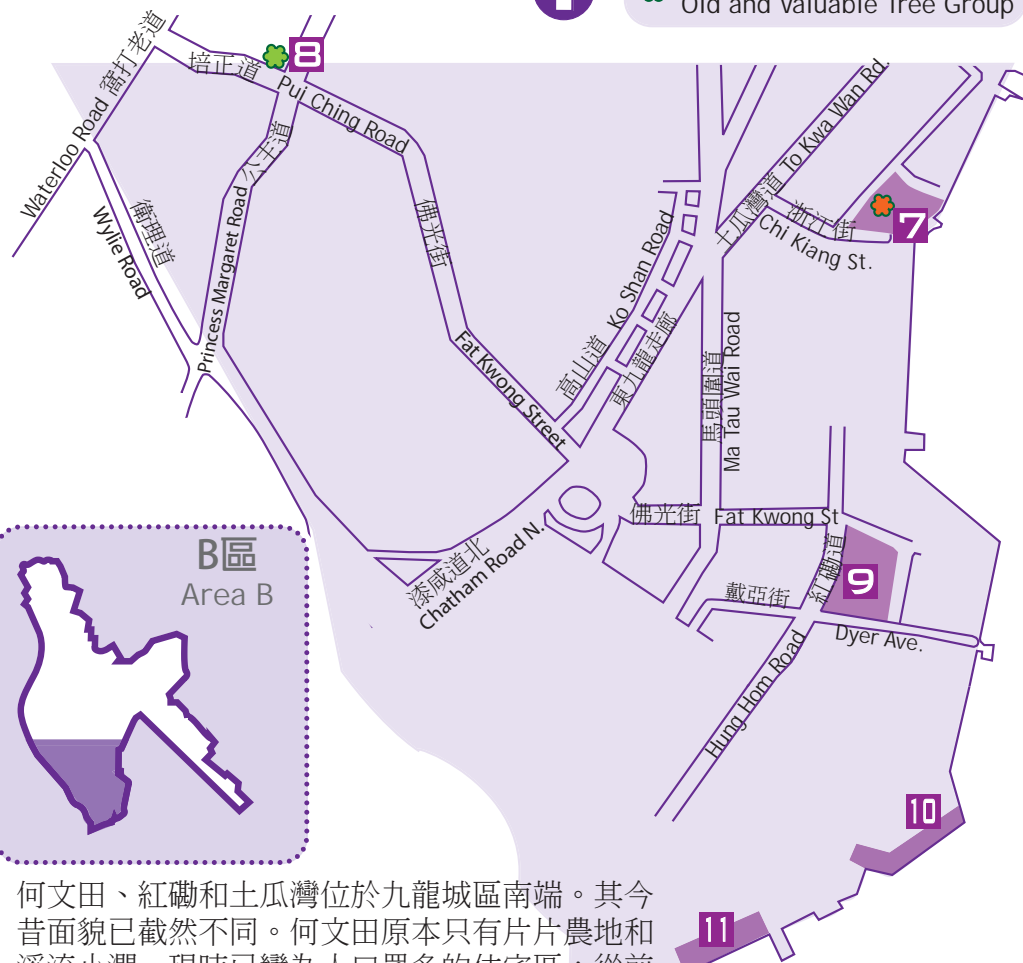 Old and Valuable Tree Group
8
培正道
Pui Ching Road
窩打老道
Waterloo Road
衞理道
Wylie Road
公主道
Princess Margaret Road
佛光街
Fat Kwong Street
高山道
Ko Shan Road
東九龍走廊
土瓜灣道
To Kwa Wan Rd.
浙江街
Chi Kiang St.
7
馬頭圍道
Ma Tau Wai Road
漆咸道北
Chatham Road N.
佛光街
Fat Kwong St
紅磡道
9
戴亞街
Dyer Ave.
Hung Hom Road
10
11
B區
Area B
何文田、紅磡和土瓜灣位於九龍城區南端。其今
昔面貌已截然不同。何文田原本只有片片農地和